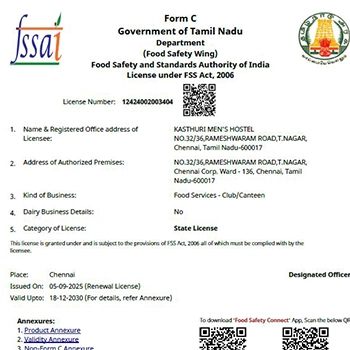 fssai
Form C
Government of Tamil Nadu
Department
(Food Safety Wing)
Food Safety and Standards Authority of India
License under FSS Act, 2006
License Number: 12424002003404
1. Name & Registered Office address of Licensee: KASTHURI MEN'S HOSTEL
NO.32/36,RAMESHWARAM ROAD,T.NAGAR,
Chennai, Tamil Nadu-600017
2. Address of Authorized Premises: NO.32/36,RAMESHWARAM ROAD,T.NAGAR,
Chennai Corp. Ward - 136, Chennai, Tamil
Nadu-600017
3. Kind of Business: Food Services - Club/Canteen
4. Dairy Business Details: No
5. Category of License: State License
This license is granted under and is subject to the provisions of FSS Act, 2006 all of which must be complied with by the
licensee.
Place: Chennai Designated Officer
Issued On: 05-09-2025 (Renewal License)
Valid Upto: 18-12-2030 (For details, refer Annexure)
Annexures: To download 'Food Safety Connect' App, Scan the below QR
1. Product Annexure
2. Validity Annexure
3. Non-Form C Annexure